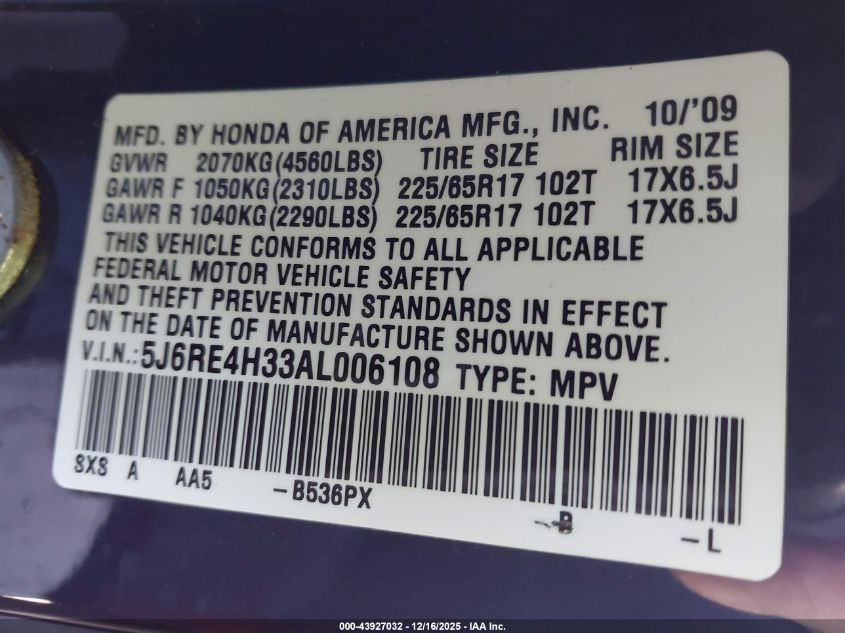 MFD. BY HONDA OF AMERICA MFG., INC. 10/'09
GVWR 2070KG(4560LBS) TIRE SIZE RIM SIZE
GAWR F 1050KG(2310LBS) 225/65R17 102T 17X6.5J
GAWR R 1040KG(2290LBS) 225/65R17 102T 17X6.5J
THIS VEHICLE CONFORMS TO ALL APPLICABLE
FEDERAL MOTOR VEHICLE SAFETY
AND THEFT PREVENTION STANDARDS IN EFFECT
ON THE DATE OF MANUFACTURE SHOWN ABOVE.
V.I.N.: 5J6RE4H33AL006108 TYPE: MPV
SXS A AA5 -B536PX -B -L
000-43927032 - 12/16/2025 - IAA Inc.